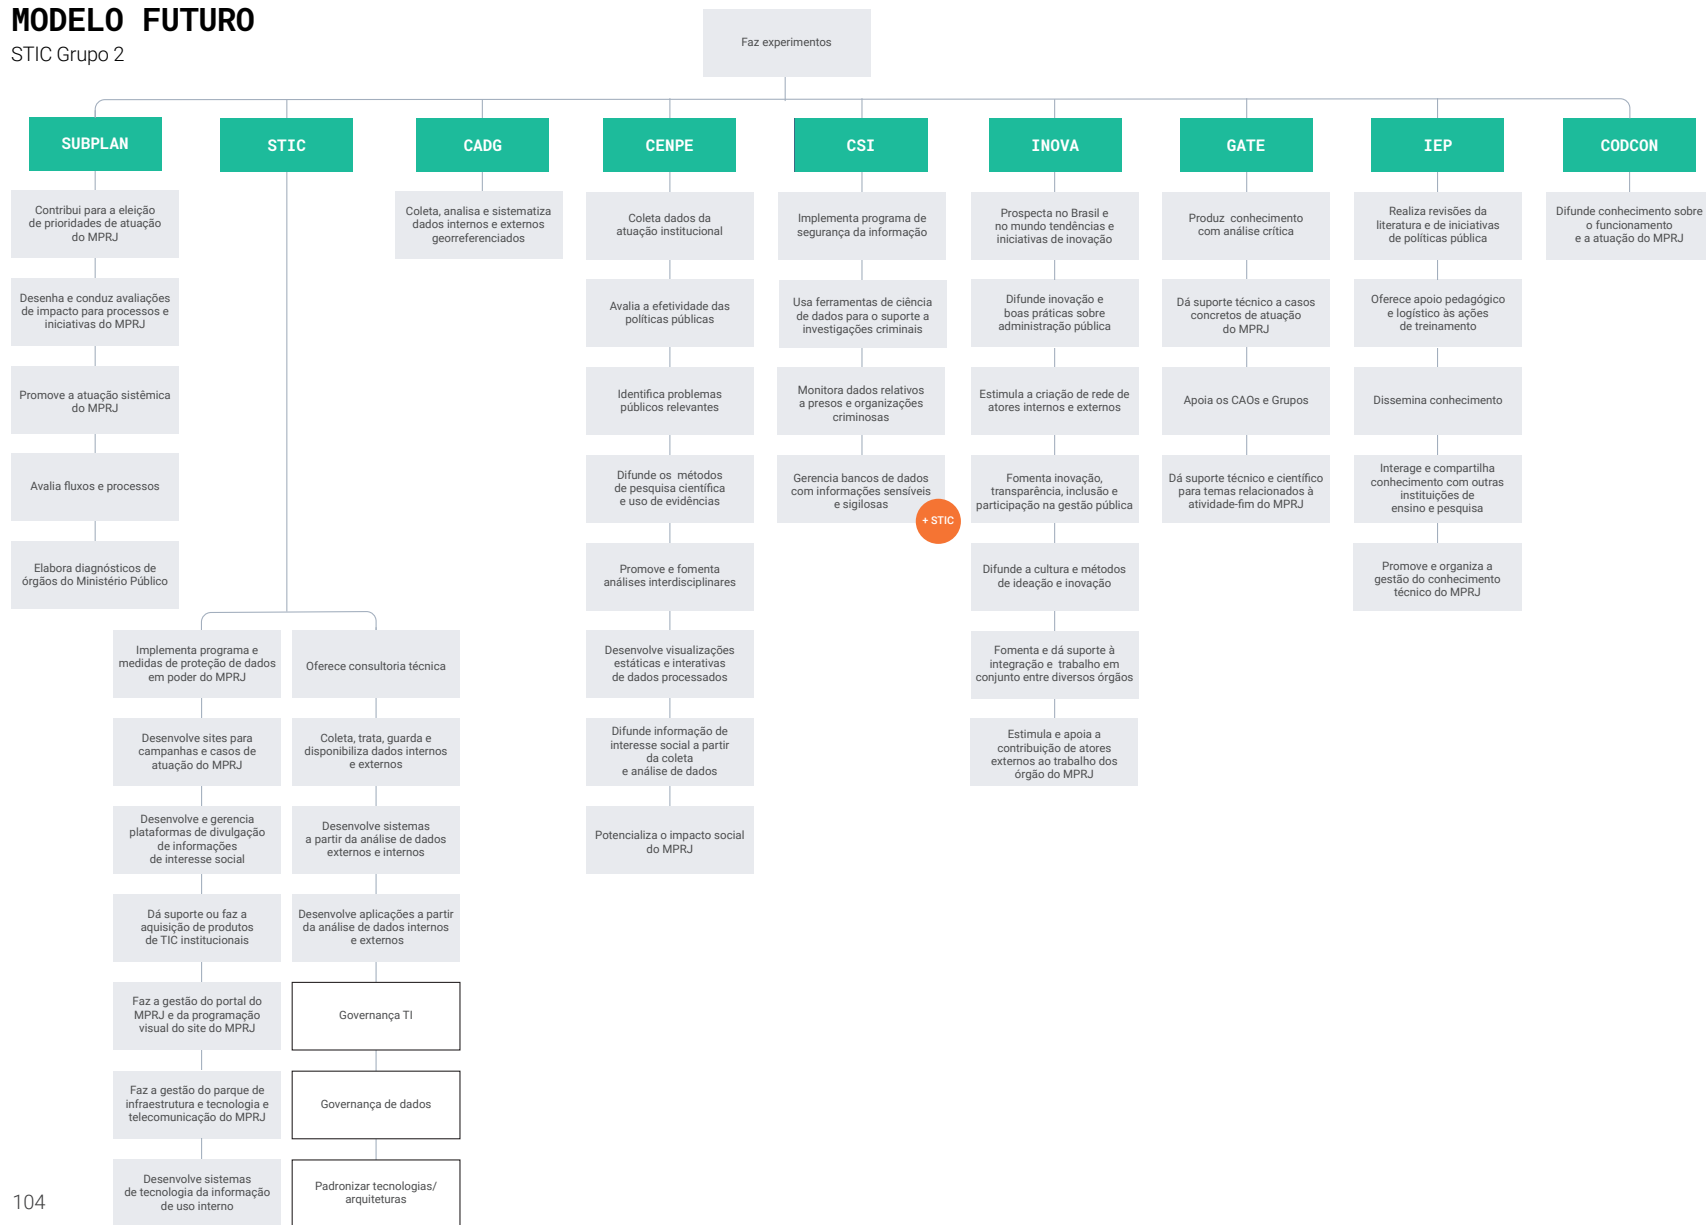 MODELO FUTURO
STIC Grupo 2
Faz experimentos
SUBPLAN
STIC
CADG
CENPE
CSI
INOVA
GATE
IEP
CODCON
Contribui para a eleição
de prioridades de atuação
do MPRJ
Desenha e conduz avaliações
de impacto para processos e
iniciativas do MPRJ
Promove a atuação sistêmica
do MPRJ
Avalia fluxos e processos
Elabora diagnósticos de
órgãos do Ministério Público
Implementa programa e
medidas de proteção de dados
em poder do MPRJ
Desenvolve sites para
campanhas e casos de
atuação do MPRJ
Desenvolve e gerencia
plataformas de divulgação
de informações
de interesse social
Dá suporte ou faz a
aquisição de produtos
de TIC institucionais
Faz a gestão do portal do
MPRJ e da programação
visual do site do MPRJ
Faz a gestão do parque de
infraestrutura e tecnologia e
telecomunicação do MPRJ
Desenvolve sistemas
de tecnologia da informação
de uso interno
Oferece consultoria técnica
Coleta, trata, guarda e
disponibiliza dados internos
e externos
Desenvolve sistemas
a partir da análise de dados
externos e internos
Desenvolve aplicações a partir
da análise de dados internos
e externos
Governança TI
Governança de dados
Padronizar tecnologias/
arquiteturas
Coleta, analisa e sistematiza
dados internos e externos
georreferenciados
Coleta dados da
atuação institucional
Avalia a efetividade das
políticas públicas
Identifica problemas
públicos relevantes
Difunde os métodos
de pesquisa científica
e uso de evidências
Promove e fomenta
análises interdisciplinares
Desenvolve visualizações
estáticas e interativas
de dados processados
Difunde informação de
interesse social a partir
da coleta
e análise de dados
Potencializa o impacto social
do MPRJ
Implementa programa de
segurança da informação
Usa ferramentas de ciência
de dados para o suporte a
investigações criminais
Monitora dados relativos
a presos e organizações
criminosas
Gerencia bancos de dados
com informações sensíveis
e sigilosas
+ STIC
Prospecta no Brasil e
no mundo tendências e
iniciativas de inovação
Difunde inovação e
boas práticas sobre
administração pública
Estimula a criação de rede de
atores internos e externos
Fomenta inovação,
transparência, inclusão e
participação na gestão pública
Difunde a cultura e métodos
de ideação e inovação
Fomenta e dá suporte à
integração e trabalho em
conjunto entre diversos órgãos
Estimula e apoia a
contribuição de atores
externos ao trabalho dos
órgão do MPRJ
Produz conhecimento
com análise crítica
Dá suporte técnico a casos
concretos de atuação
do MPRJ
Apoia os CAOs e Grupos
Dá suporte técnico e científico
para temas relacionados à
atividade-fim do MPRJ
Realiza revisões da
literatura e de iniciativas
de políticas pública
Oferece apoio pedagógico
e logístico às ações
de treinamento
Dissemina conhecimento
Interage e compartilha
conhecimento com outras
instituições de
ensino e pesquisa
Promove e organiza a
gestão do conhecimento
técnico do MPRJ
Difunde conhecimento sobre
o funcionamento
e a atuação do MPRJ
104